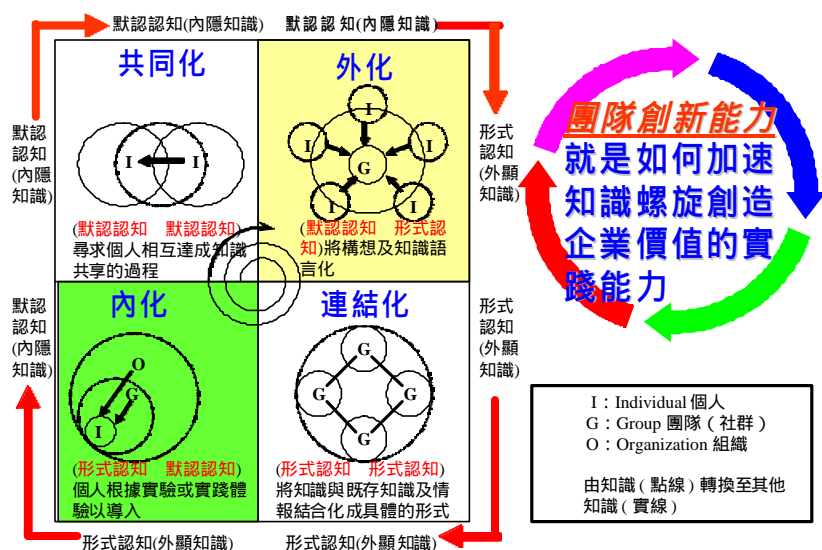 默認認知(內隱知識)
默認認知(內隱知識)
共同化
外化
默認
認知
(內隱
知識)
I
I
I
I
I
I
I
G
形式
認知
(外顯
知識)
(默認認知 默認認知)
尋求個人相互達成知識
共享的過程
(默認認知 形式認
知)將構想及知識語
言化
內化
連結化
默認
認知
(內隱
知識)
O
G
I
G
G
G
G
形式
認知
(外顯
知識)
(形式認知 默認認知)
個人根據實驗或實踐體
驗以導入
(形式認知 形式認知)
將知識與既存知識及情
報結合化成具體的形式
形式認知(外顯知識)
形式認知(外顯知識)
團隊創新能力
就是如何加速
知識螺旋創造
企業價值的實
踐能力
I：Individual 個人
G：Group 團隊（社群）
O：Organization 組織
由知識（點線）轉換至其他
知識（實線）